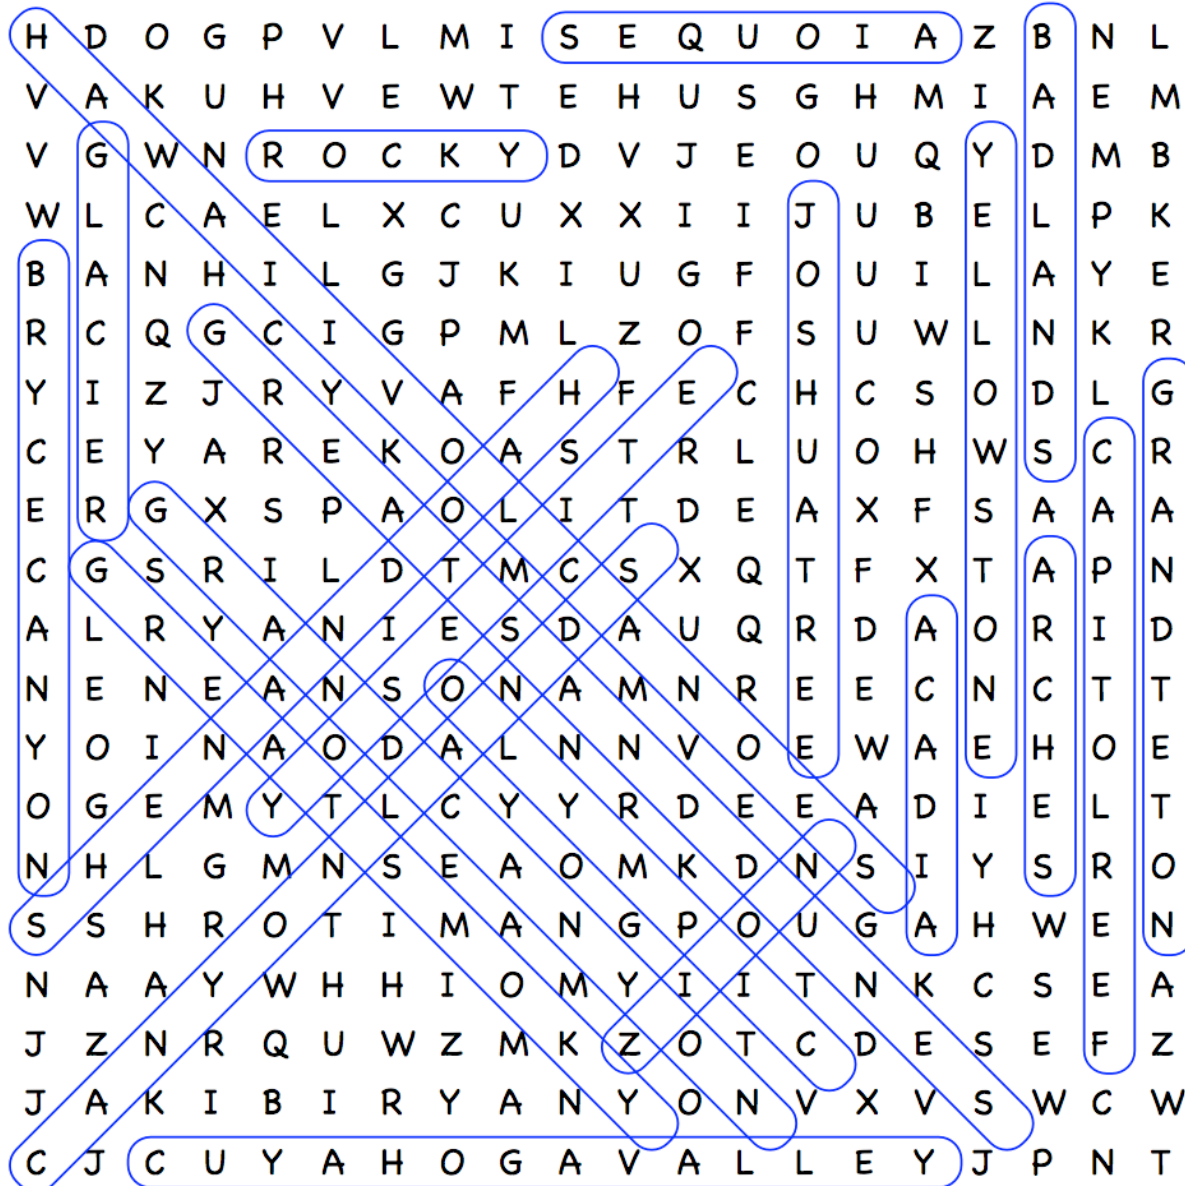 H D O G P V L M I S E Q U O I A Z B N L
V A K U H V E W T E H U S G H M I A E M
V G W N R O C K Y D V J E O U Q Y D M B
W L C A E L X C U X X I I J U B E L P K
B A N H I L G J K I U G F O U I L A Y E
R C Q G C I G P M L Z O F S U W L N K R
Y I Z J R Y V A F H F E C H C S O D L G
C E Y A R E K O A S T R L U O H W S C R
E R G X S P A O L I T D E A X F S A A A
C G S R I L D T M C S X Q T F X T A P N
A L R Y A N I E S D A U Q R D A O R I D
N E N E A N S O N A M N R E E C N C T T
Y O I N A O D A L N N V O E W A E H O E
O G E M Y T L C Y Y R D E E A D I E L T
N H L G M N S E A O M K D N S I Y S R O
S S H R O T I M A N G P O U G A H W E N
N A A Y W H H I O M Y I I T N K C S E A
J Z N R Q U W Z M K Z O T C D E S E F Z
J A K I B I R Y A N Y O N V X V S W C W
C J C U Y A H O G A V A L L E Y J P N T